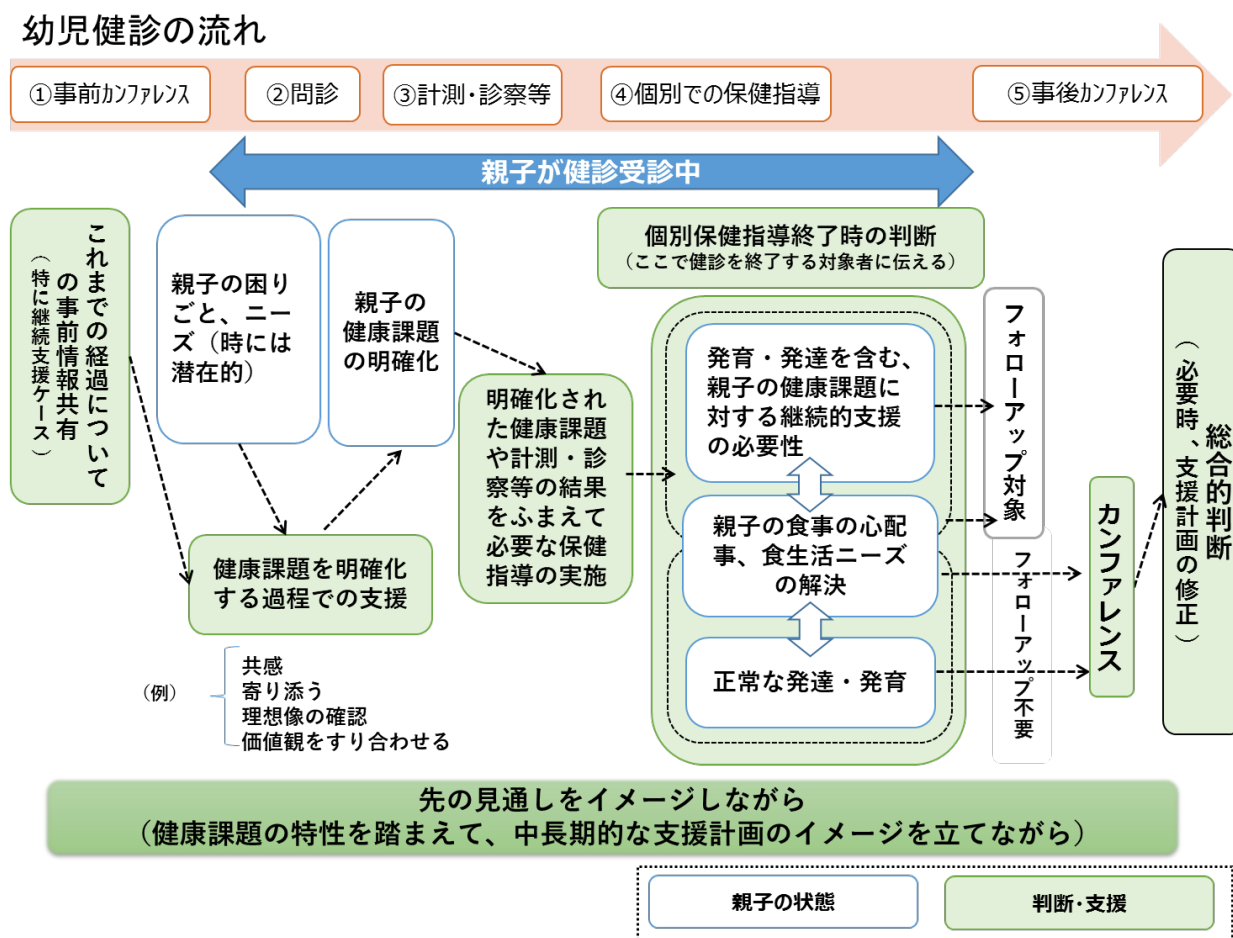 幼児健診の流れ
①事前カンファレンス
②問診
③計測・診察等
④個別での保健指導
⑤事後カンファレンス
親子が健診受診中
これまでの経過について
の事前情報共有
（特に継続支援ケース）
親子の困り
ごと、ニー
ズ（時には
潜在的）
親子の
健康課題
の明確化
健康課題を明確化
する過程での支援
（例）
共感
寄り添う
理想像の確認
価値観をすり合わせる
明確化され
た健康課題
や計測・診
察等の結果
をふまえて
必要な保健
指導の実施
個別保健指導終了時の判断
（ここで健診を終了する対象者に伝える）
発育・発達を含む、
親子の健康課題に
対する継続的支援
の必要性
親子の食事の心配
事、食生活ニーズ
の解決
正常な発達・発育
フォローアップ対象
フォローアップ不要
カンファレンス
総合的判断
（必要時、支援計画の修正）
先の見通しをイメージしながら
（健康課題の特性を踏まえて、中長期的な支援計画のイメージを立てながら）
親子の状態
判断・支援